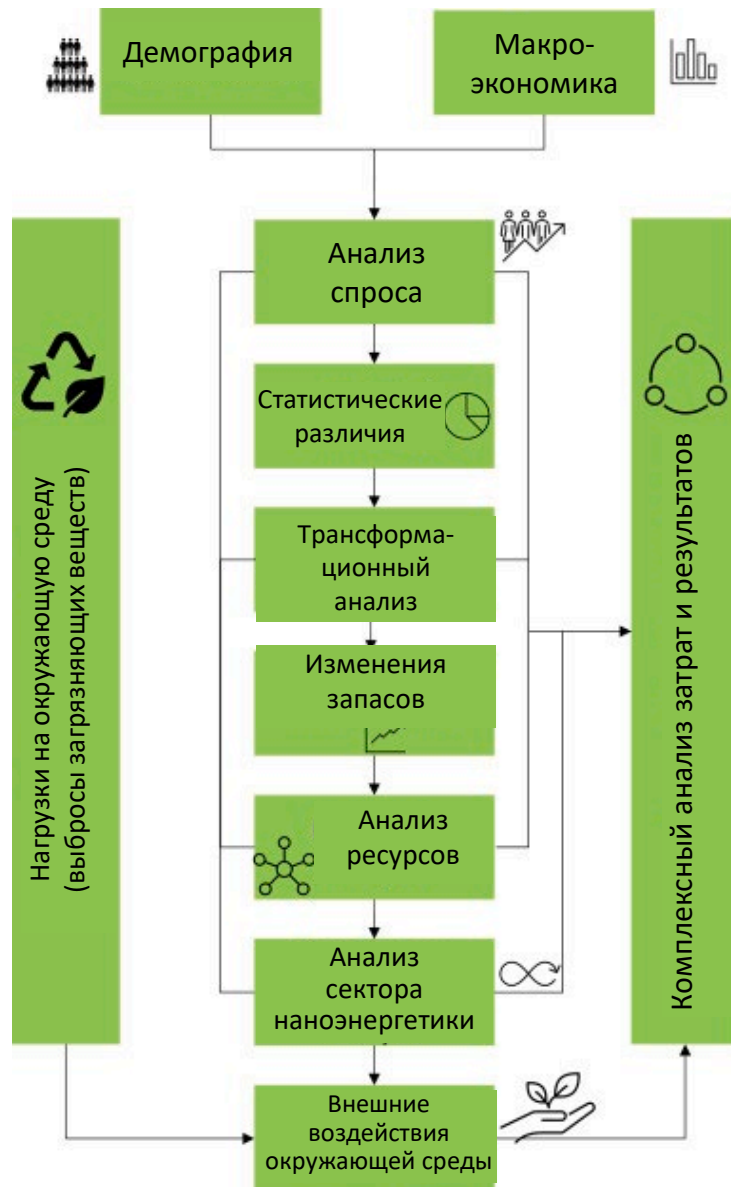 Демография
Макро-
экономика
Анализ
спроса
Статистические
различия
Трансформа-
ционный
анализ
Изменения
запасов
Анализ
ресурсов
Анализ
сектора
наноэнергетики
Внешние
воздействия
окружающей среды
Нагрузки на окружающую среду
(выбросы загрязняющих веществ)
Комплексный анализ затрат и результатов